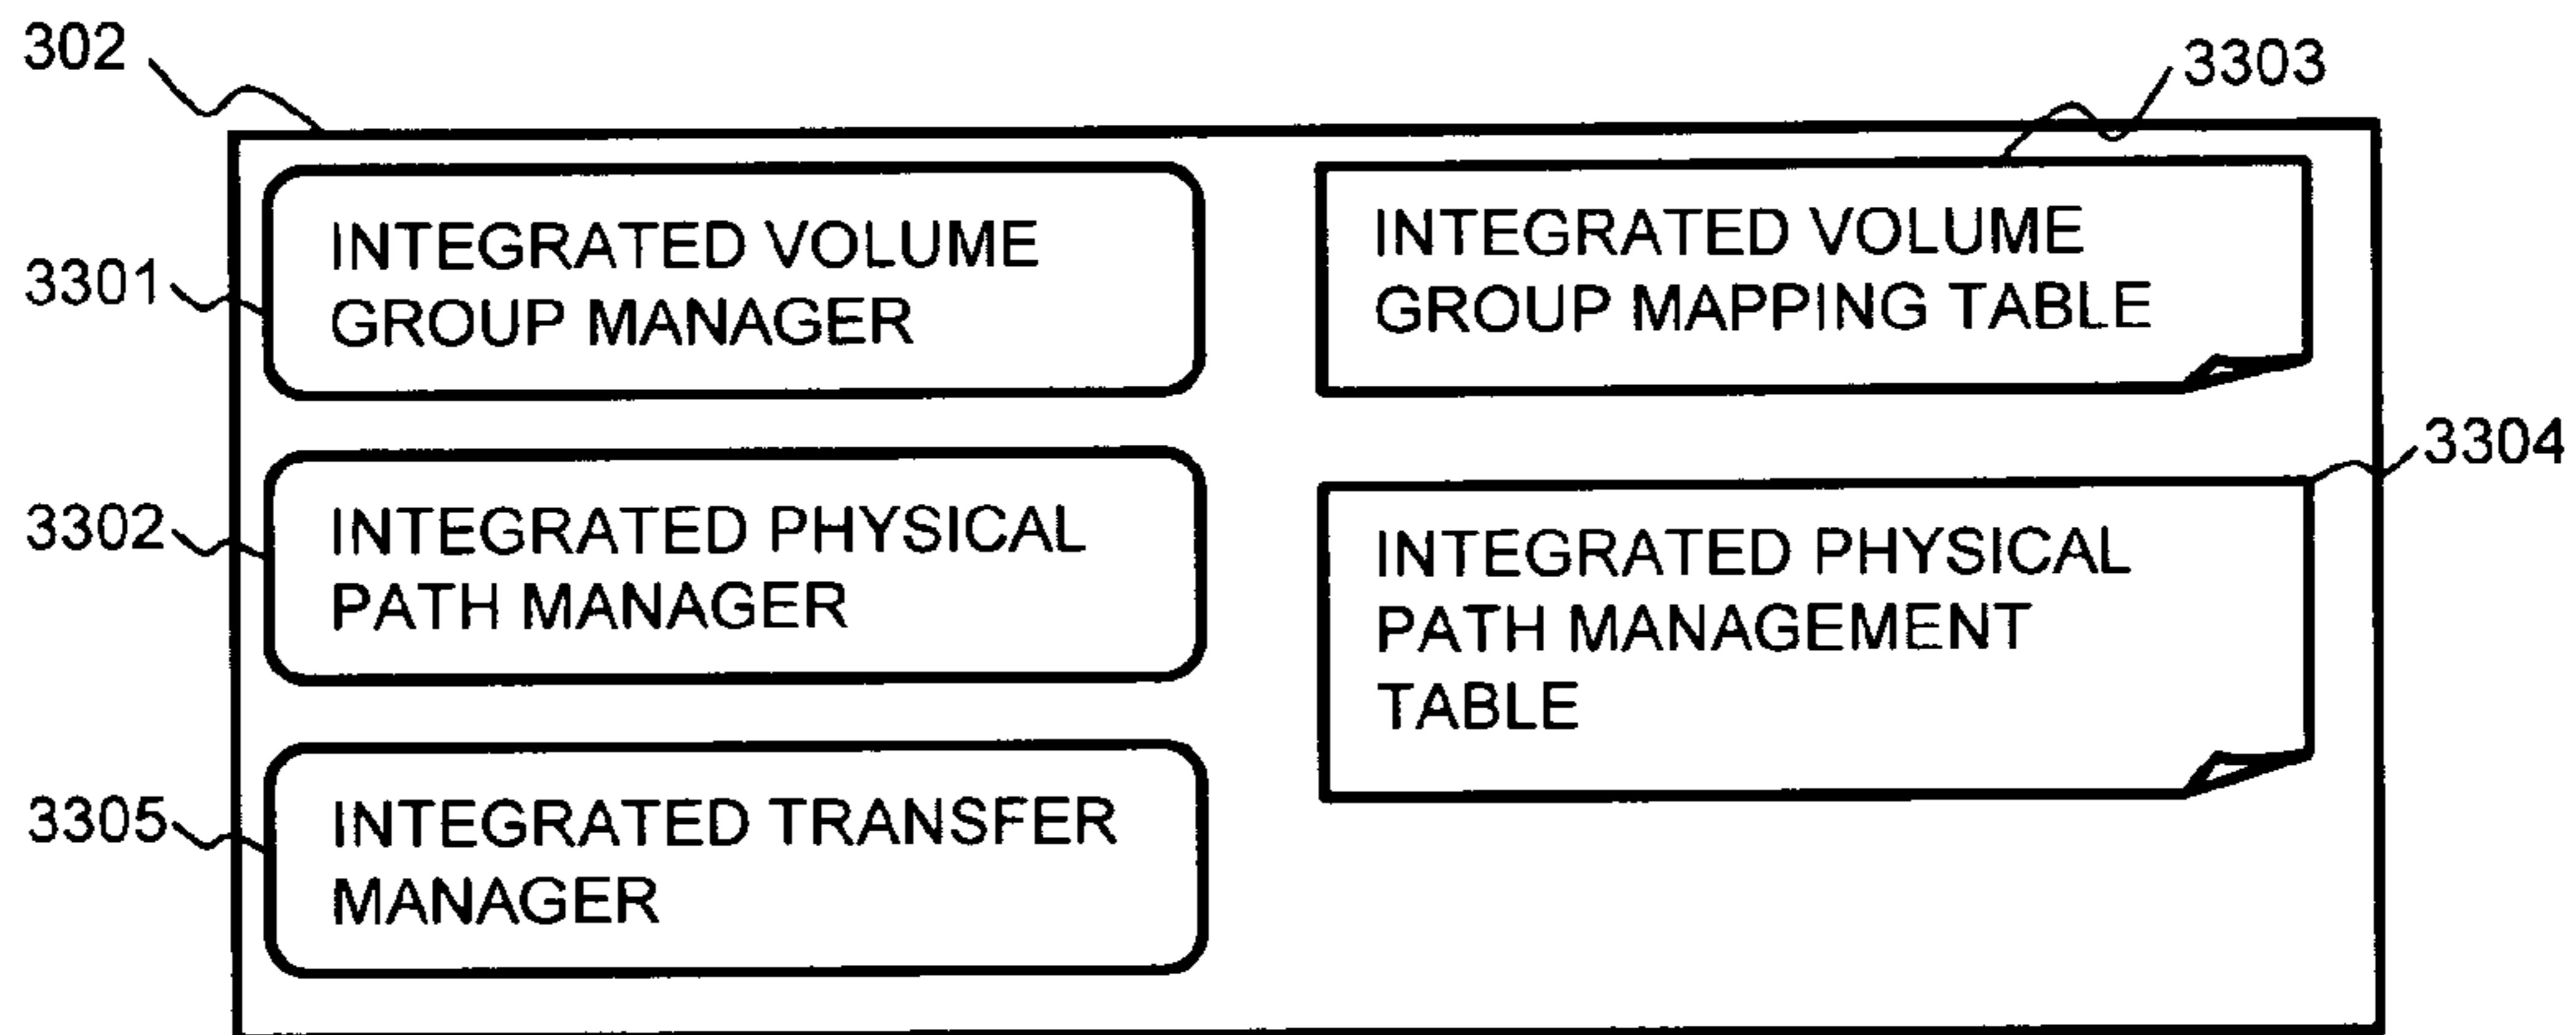 302
3303
3301
INTEGRATED VOLUME
GROUP MANAGER
INTEGRATED VOLUME
GROUP MAPPING TABLE
3302
INTEGRATED PHYSICAL
PATH MANAGER
3304
INTEGRATED PHYSICAL
PATH MANAGEMENT
TABLE
3305
INTEGRATED TRANSFER
MANAGER